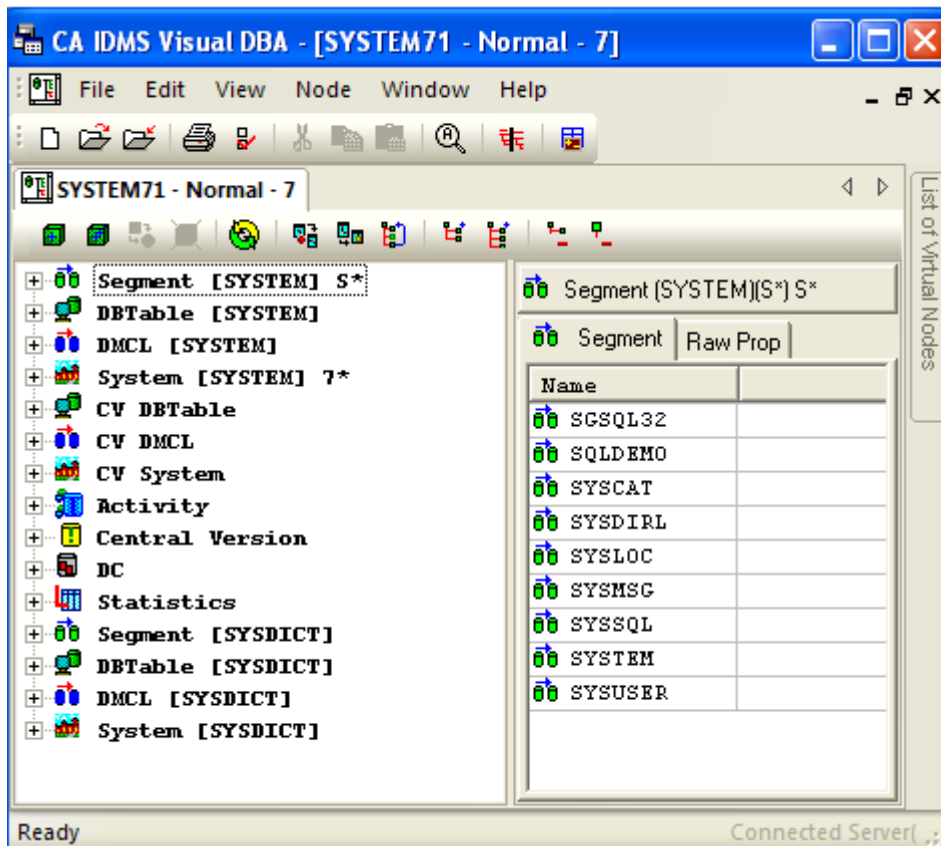 CA IDMS Visual DBA - [SYSTEM71 - Normal - 7]
File Edit View Node Window Help
SYSTEM71 - Normal - 7
List of Virtual Nodes
Segment [SYSTEM] S*
DBTable [SYSTEM]
DMCL [SYSTEM]
System [SYSTEM] 7*
CV DBTable
CV DMCL
CV System
Activity
Central Version
DC
Statistics
Segment [SYSDICT]
DBTable [SYSDICT]
DMCL [SYSDICT]
System [SYSDICT]
Segment (SYSTEM)(S*) S*
Segment Raw Prop
Name
SGSQL32
SQLDEMO
SYSCAT
SYSDIRL
SYSLOC
SYSMSG
SYSSQL
SYSTEM
SYSUSER
Ready Connected Server(